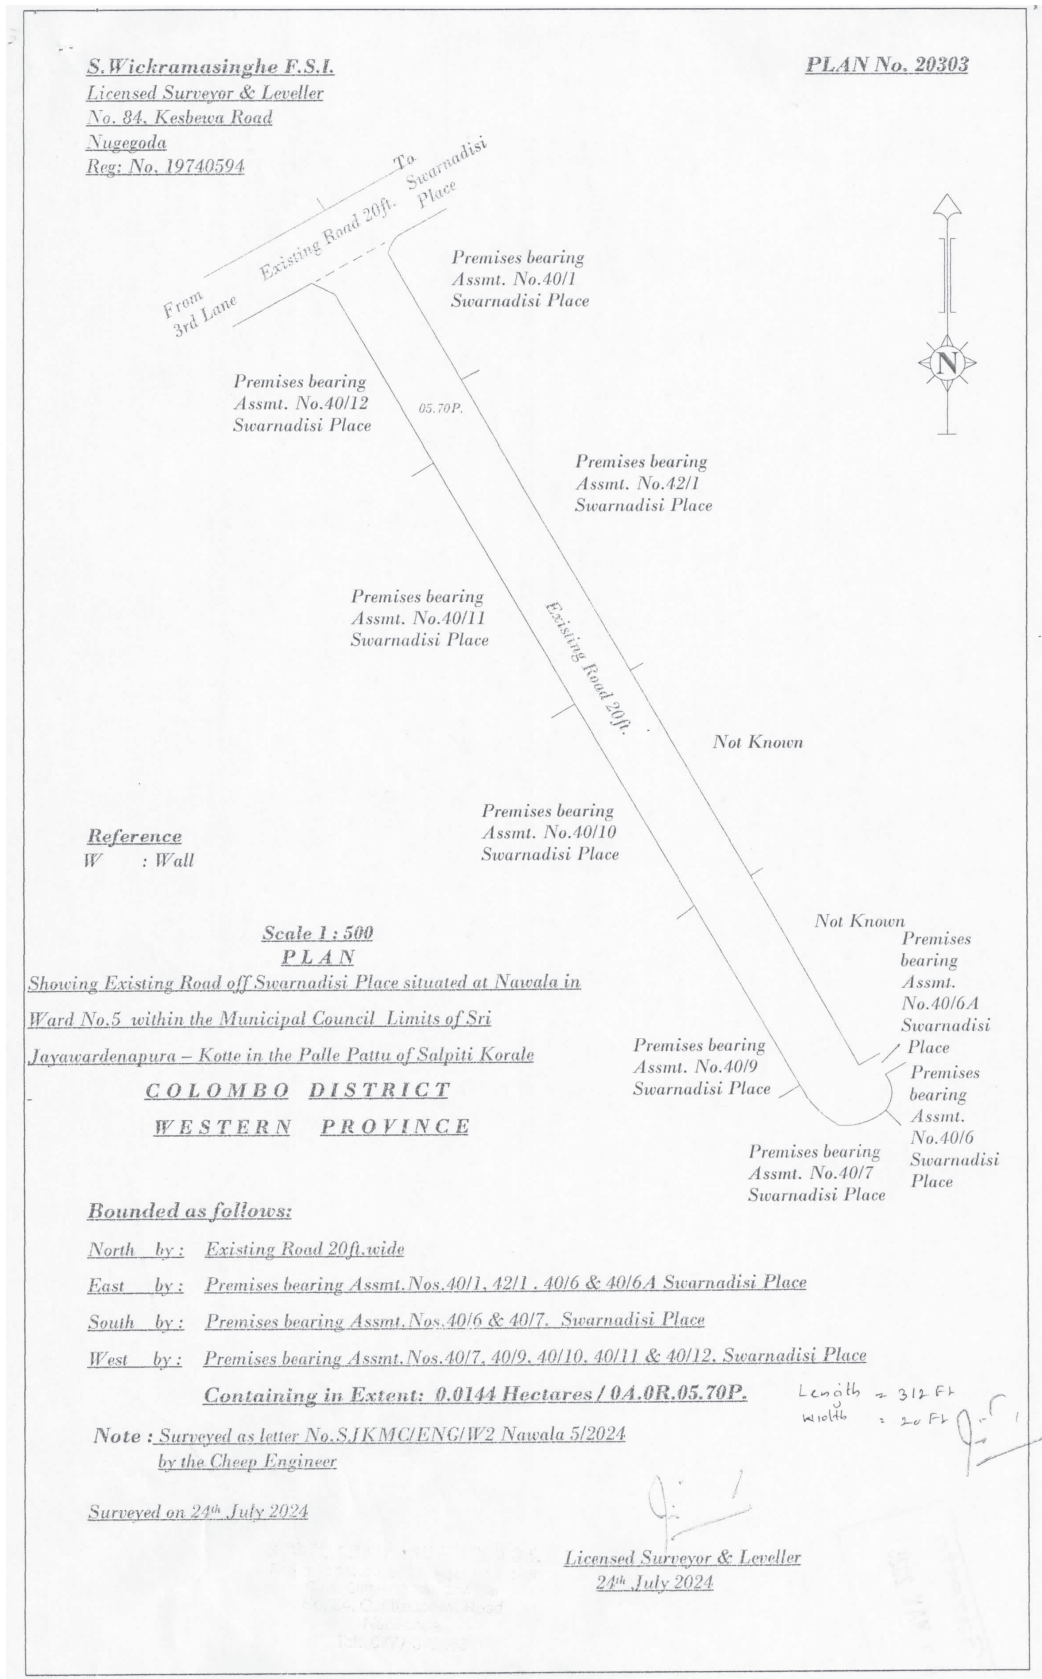 S.Wickramasinghe F.S.I.
Licensed Surveyor & Leveller
No. 84, Kesbewa Road
Nugegoda
Reg: No. 19740594
PLAN No. 20303
To
Swarnadisi
Place
Existing Road 20ft.
From
3rd Lane
Premises bearing
Assmt. No.40/1
Swarnadisi Place
N
Premises bearing
Assmt. No.40/12
Swarnadisi Place
05.70P.
Premises bearing
Assmt. No.42/1
Swarnadisi Place
Premises bearing
Assmt. No.40/11
Swarnadisi Place
Existing Road 20ft.
Not Known
Premises bearing
Assmt. No.40/10
Swarnadisi Place
Reference
W : Wall
Not Known
Premises
bearing
Assmt.
No.40/6A
Swarnadisi
Place
Scale 1 : 500
PLAN
Showing Existing Road off Swarnadisi Place situated at Nawala in
Ward No.5 within the Municipal Council Limits of Sri
Jayawardenapura – Kotte in the Palle Pattu of Salpiti Korale
COLOMBO DISTRICT
WESTERN PROVINCE
Premises bearing
Assmt. No.40/9
Swarnadisi Place
Premises
bearing
Assmt.
No.40/6
Swarnadisi
Place
Premises bearing
Assmt. No.40/7
Swarnadisi Place
Bounded as follows:
North by : Existing Road 20ft.wide
East by : Premises bearing Assmt.Nos.40/1, 42/1 , 40/6 & 40/6A Swarnadisi Place
South by : Premises bearing Assmt.Nos.40/6 & 40/7, Swarnadisi Place
West by : Premises bearing Assmt.Nos.40/7, 40/9, 40/10, 40/11 & 40/12, Swarnadisi Place
Containing in Extent: 0.0144 Hectares / 0A.0R.05.70P.
Length = 312 Ft
Width = 20 Ft
Note : Surveyed as letter No.SJKMC/ENG/W2 Nawala 5/2024
by the Cheep Engineer
Surveyed on 24th July 2024
Licensed Surveyor & Leveller
24th July 2024